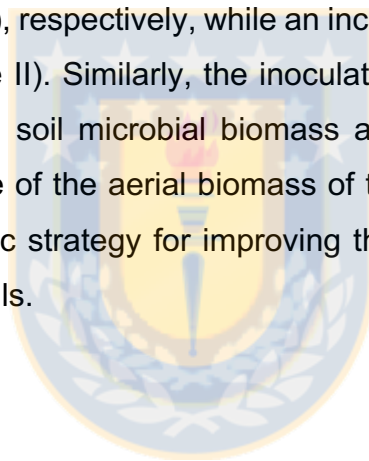 ), respectively, while an inc
e II). Similarly, the inoculat
soil microbial biomass a
e of the aerial biomass of t
ic strategy for improving th
ls.